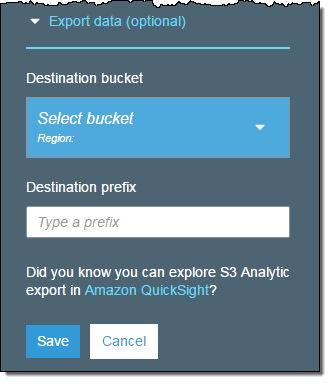 Export data (optional)
Destination bucket
Select bucket
Region:
Destination prefix
Type a prefix
Did you know you can explore S3 Analytic
export in Amazon QuickSight?
Save Cancel